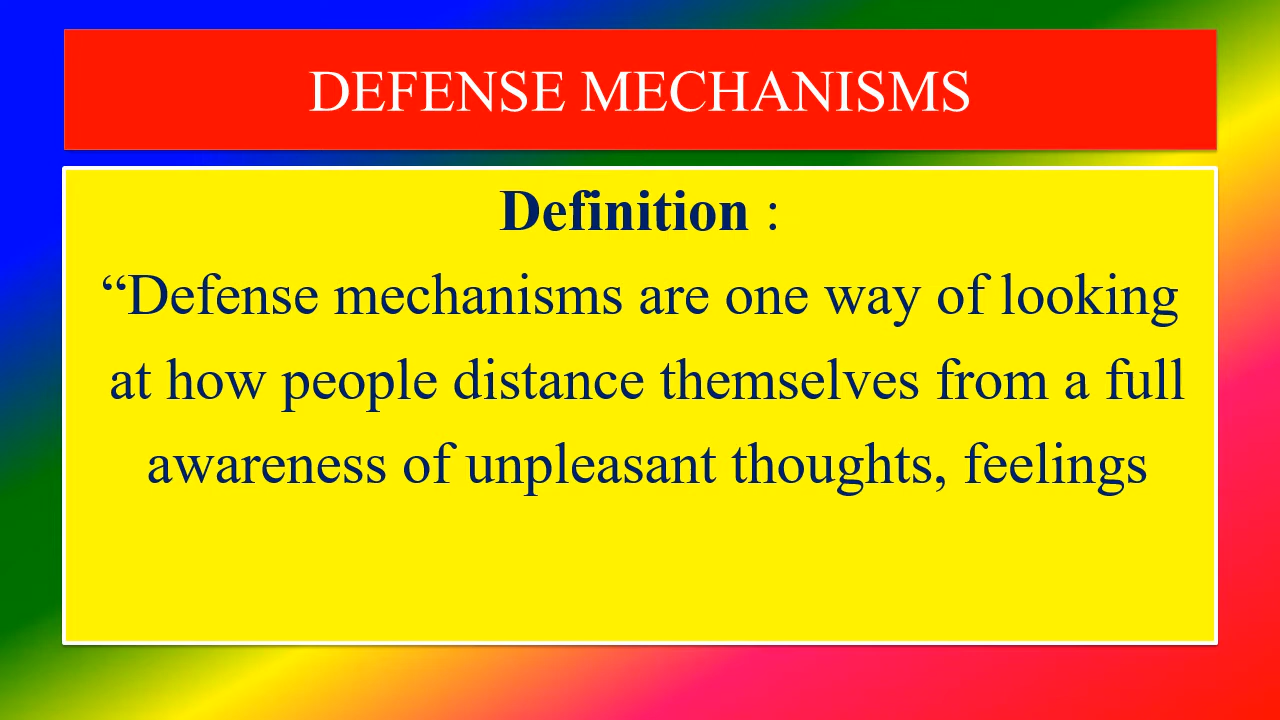 DEFENSE MECHANISMS
Definition :
“Defense mechanisms are one way of looking
at how people distance themselves from a full
awareness of unpleasant thoughts, feelings